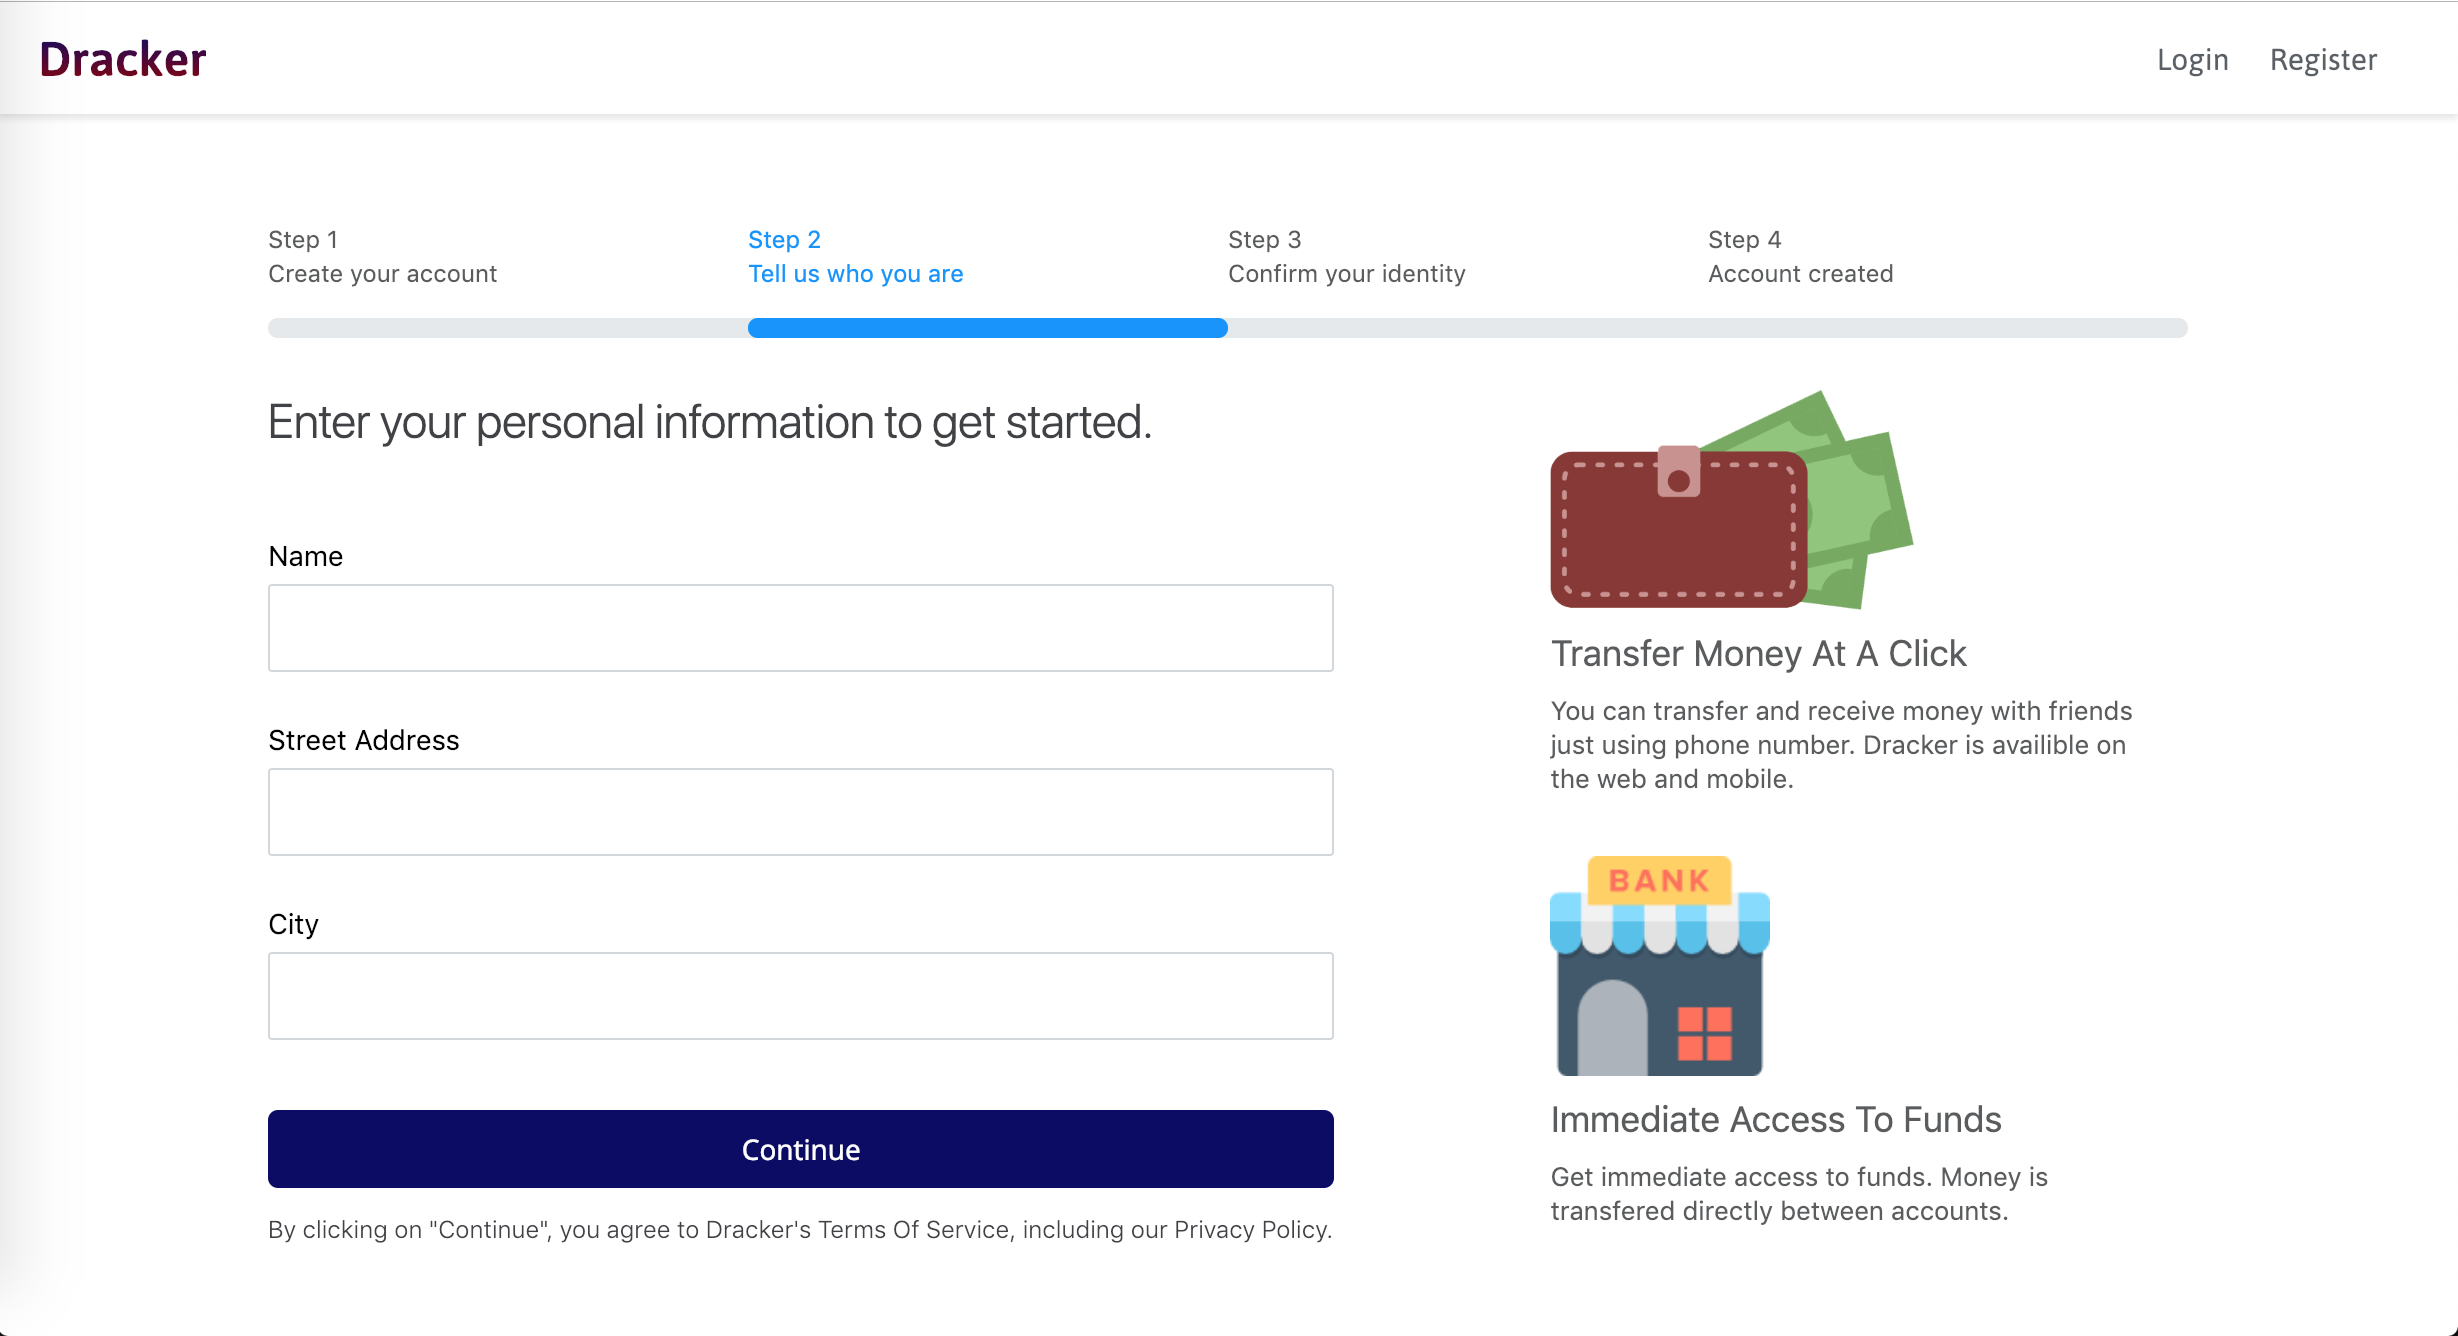 Dracker
Login Register
Step 1
Create your account
Step 2
Tell us who you are
Step 3
Confirm your identity
Step 4
Account created
Enter your personal information to get started.
Name
Street Address
City
Continue
By clicking on "Continue", you agree to Dracker's Terms Of Service, including our Privacy Policy.
Transfer Money At A Click
You can transfer and receive money with friends
just using phone number. Dracker is availible on
the web and mobile.
BANK
Immediate Access To Funds
Get immediate access to funds. Money is
transfered directly between accounts.